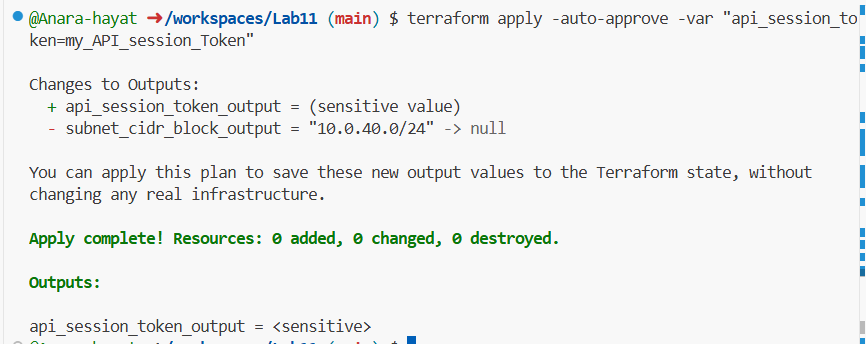 @Anara-hayat ➜/workspaces/Lab11 (main) $ terraform apply -auto-approve -var "api_session_to
ken=my_API_session_Token"
Changes to Outputs:
+ api_session_token_output = (sensitive value)
- subnet_cidr_block_output = "10.0.40.0/24" -> null
You can apply this plan to save these new output values to the Terraform state, without
changing any real infrastructure.
Apply complete! Resources: 0 added, 0 changed, 0 destroyed.
Outputs:
api_session_token_output = <sensitive>